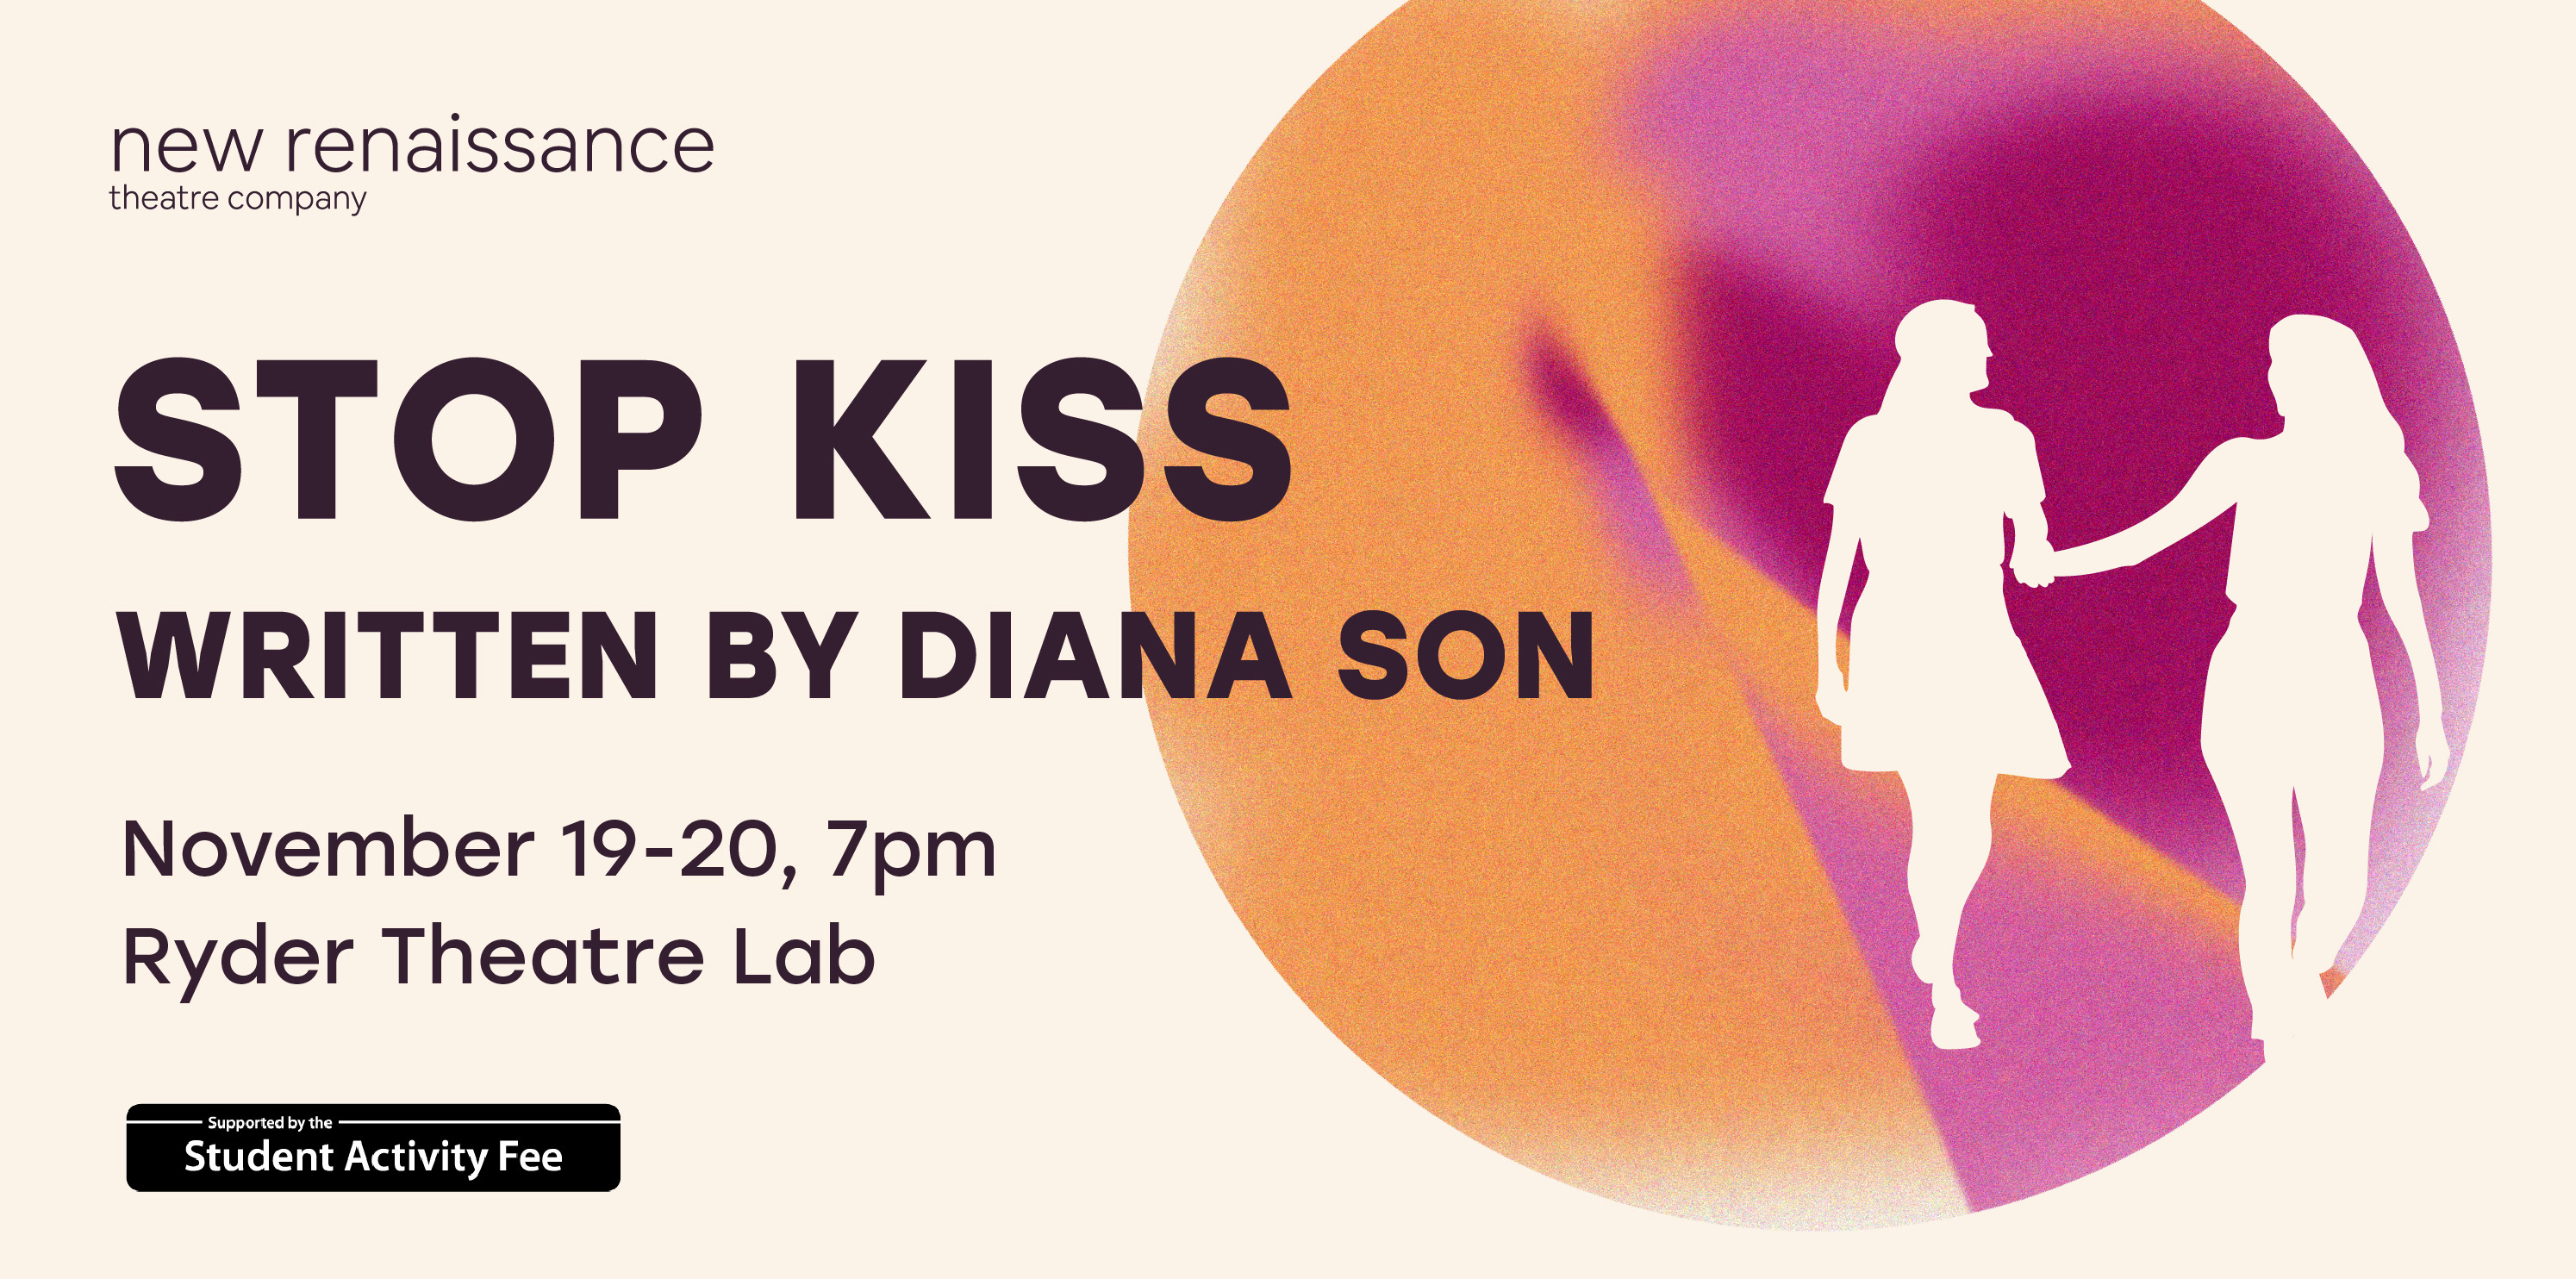 new renaissance
theatre company
STOP KISS
WRITTEN BY DIANA SON
November 19-20, 7pm
Ryder Theatre Lab
Supported by the
Student Activity Fee